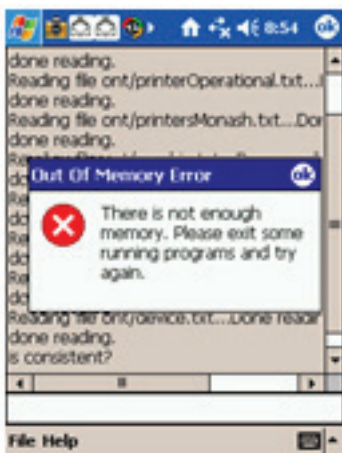 8:54 ok
done reading.
Reading file ont/printerOperational.txt...
done reading.
Reading file ont/printersMonash.txt...Dor
done reading.
Out Of Memory Error ok
There is not enough
memory. Please exit some
running programs and try
again.
Reading file ont/device.txt...Done readin
done reading.
is consistent?
File Help